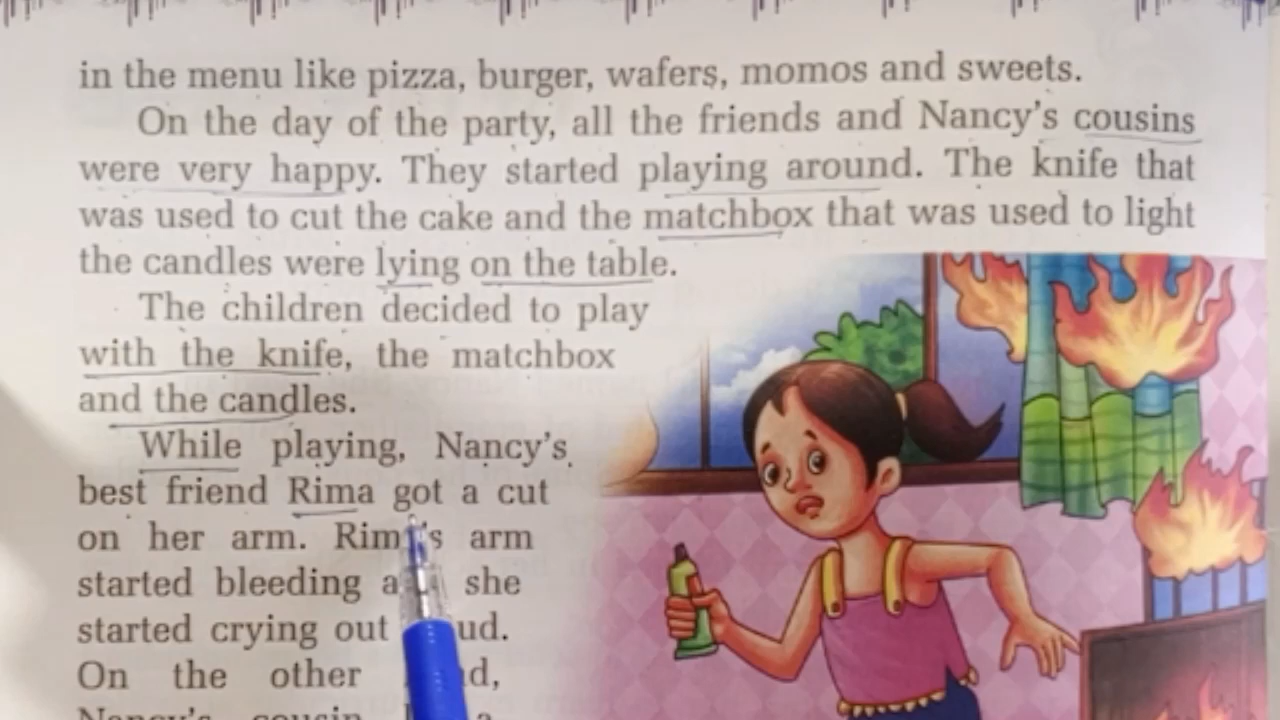 in the menu like pizza, burger, wafers, momos and sweets.
On the day of the party, all the friends and Nancy's cousins
were very happy. They started playing around. The knife that
was used to cut the cake and the matchbox that was used to light
the candles were lying on the table.
The children decided to play
with the knife, the matchbox
and the candles.
While playing, Nancy's
best friend Rima got a cut
on her arm. arm
started bleeding she
started crying out
On the other
Nancy's cousin a